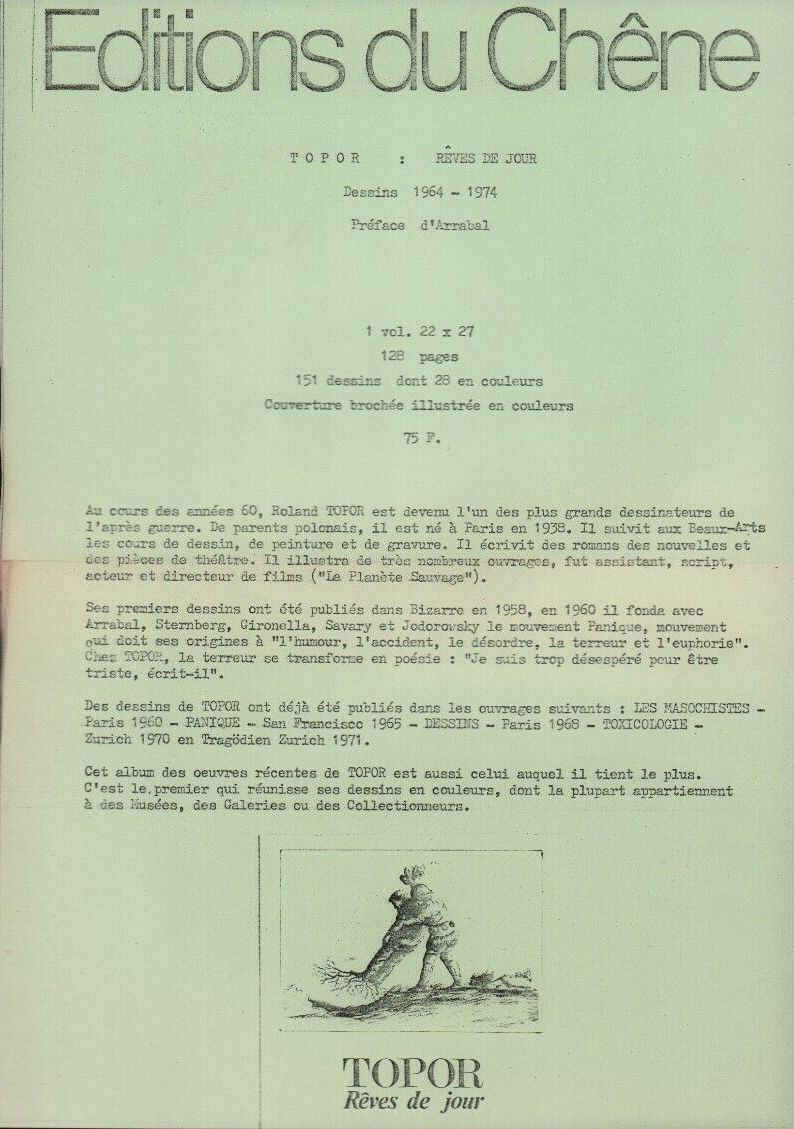 Editions du Chêne
T O P O R : RÊVES DE JOUR
Dessins 1964 - 1974
Préface d'Arrabal
1 vol. 22 x 27
128 pages
151 dessins dont 28 en couleurs
Couverture brochée illustrée en couleurs
75 F.
Au cours des années 60, Roland TOPOR est devenu l'un des plus grands dessinateurs de
l'après guerre. De parents polonais, il est né à Paris en 1938. Il suivit aux Beaux-Arts
les cours de dessin, de peinture et de gravure. Il écrivit des romans des nouvelles et
des pièces de théâtre. Il illustra de très nombreux ouvrages, fut assistant, script,
acteur et directeur de films ("La Planète Sauvage").
Ses premiers dessins ont été publiés dans Bizarre en 1958, en 1960 il fonda avec
Arrabal, Sternberg, Gironella, Savary et Jodorowsky le mouvement Panique, mouvement
qui doit ses origines à "l'humour, l'accident, le désordre, la terreur et l'euphorie".
Chez TOPOR, la terreur se transforme en poésie : "Je suis trop désespéré pour être
triste, écrit-il".
Des dessins de TOPOR ont déjà été publiés dans les ouvrages suivants : LES MASOCHISTES -
Paris 1960 - PANIQUE - San Francisco 1965 - DESSINS - Paris 1968 - TOXICOLOGIE -
Zurich 1970 en Tragödien Zurich 1971.
Cet album des oeuvres récentes de TOPOR est aussi celui auquel il tient le plus.
C'est le.premier qui réunisse ses dessins en couleurs, dont la plupart appartiennent
à des Musées, des Galeries ou des Collectionneurs.
TOPOR
Rêves de jour